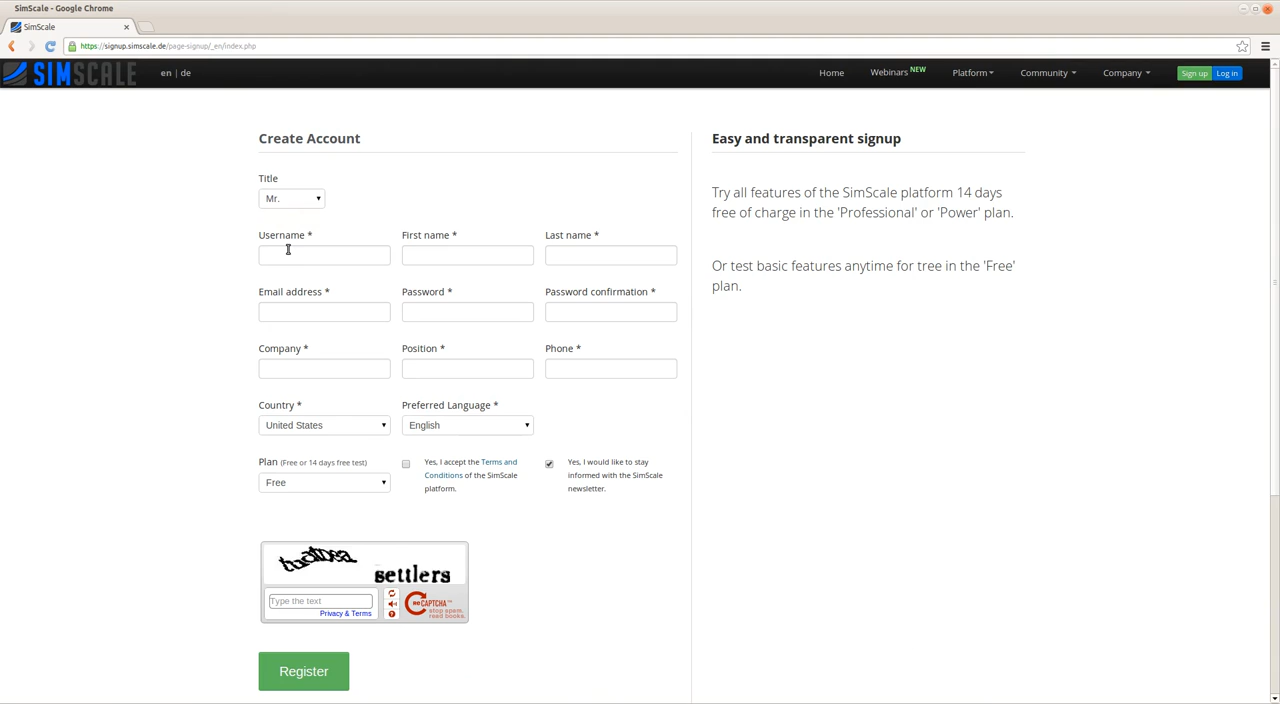 SimScale - Google Chrome
SimScale
https://signup.simscale.de/page-signup/_en/index.php
SIMSCALE en | de Home Webinars NEW Platform Community Company Sign up Log in
Create Account
Easy and transparent signup
Title
Mr.
Try all features of the SimScale platform 14 days
free of charge in the 'Professional' or 'Power' plan.
Username * First name * Last name *
Or test basic features anytime for tree in the 'Free'
plan.
Email address * Password * Password confirmation *
Company * Position * Phone *
Country * Preferred Language *
United States English
Plan (Free or 14 days free test)
Free
Yes, I accept the Terms and
Conditions of the SimScale
platform.
Yes, I would like to stay
informed with the SimScale
newsletter.
settlers
Type the text
Privacy & Terms
reCAPTCHA™
stop spam.
read books.
Register